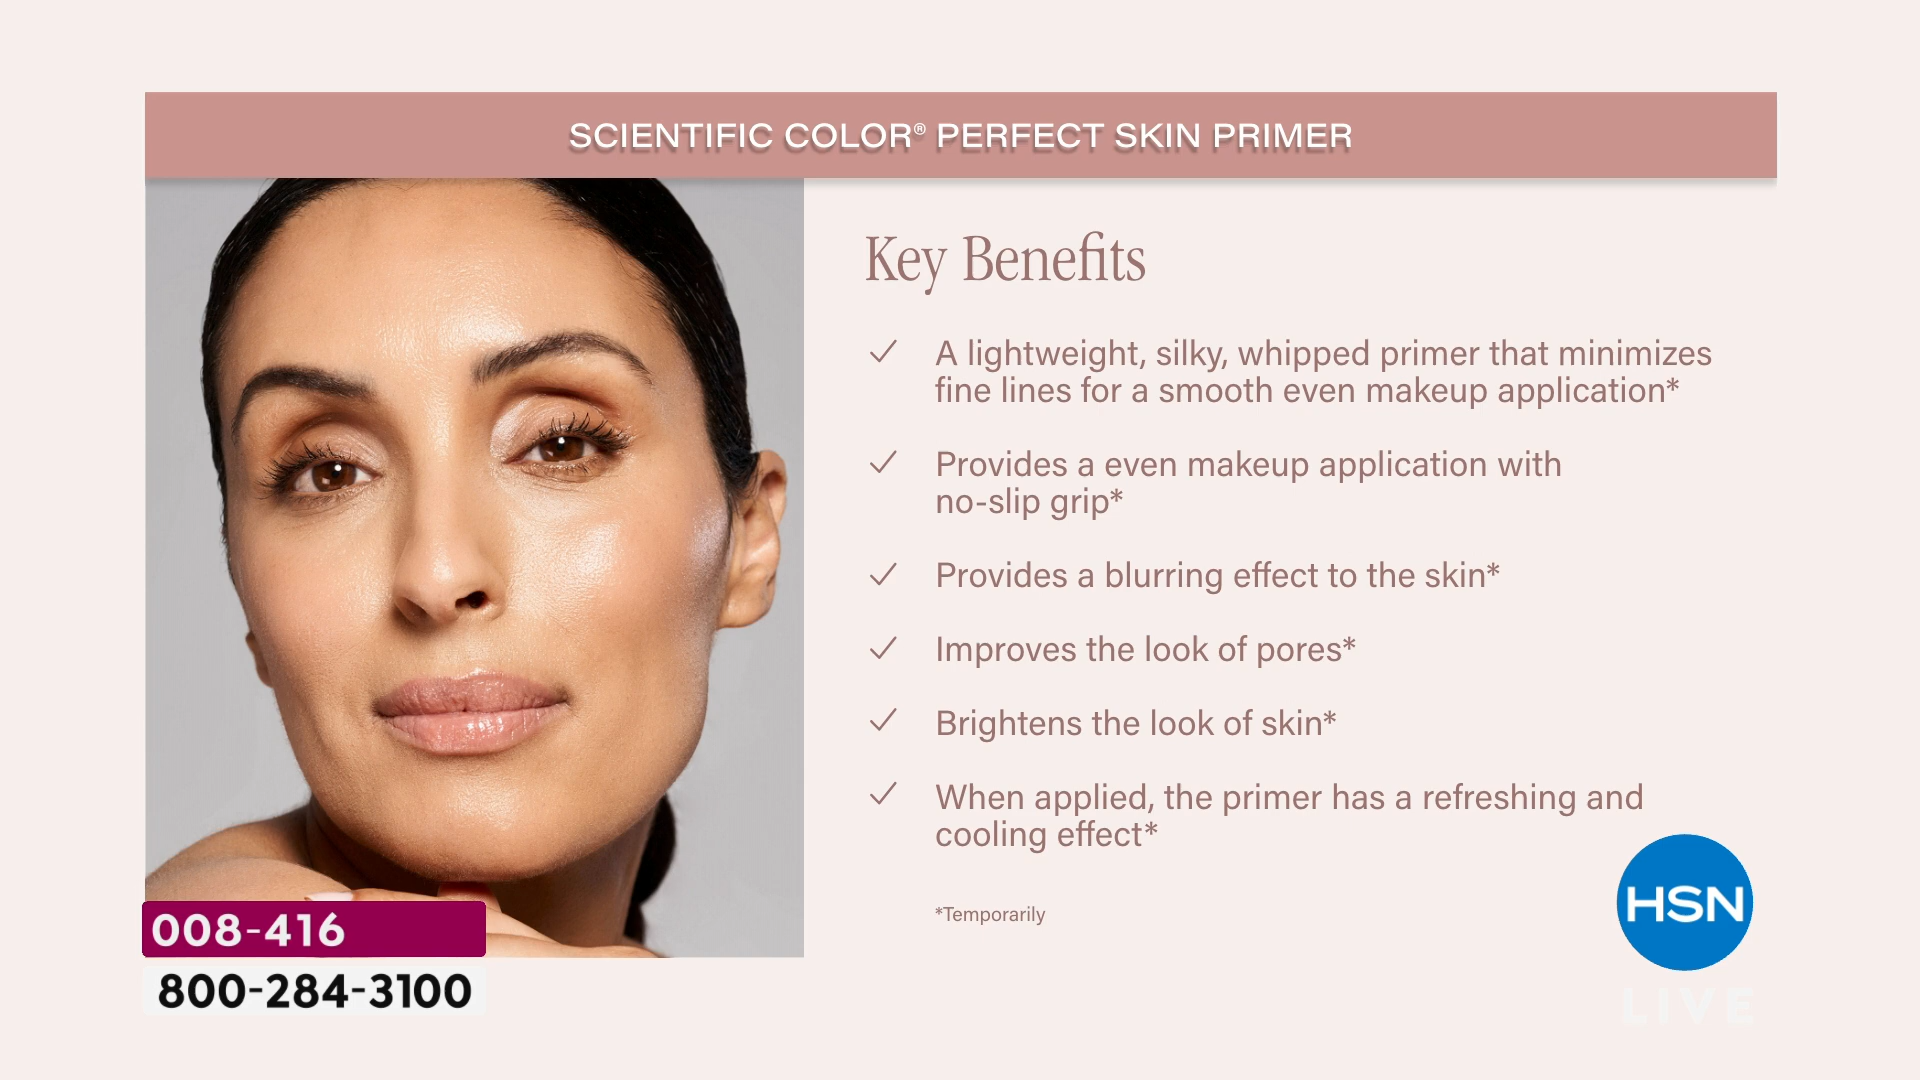 SCIENTIFIC COLOR® PERFECT SKIN PRIMER
Key Benefits
A lightweight, silky, whipped primer that minimizes
fine lines for a smooth even makeup application*
Provides a even makeup application with
no-slip grip*
Provides a blurring effect to the skin*
Improves the look of pores*
Brightens the look of skin*
When applied, the primer has a refreshing and
cooling effect*
*Temporarily
008-416
800-284-3100
HSN
LIVE